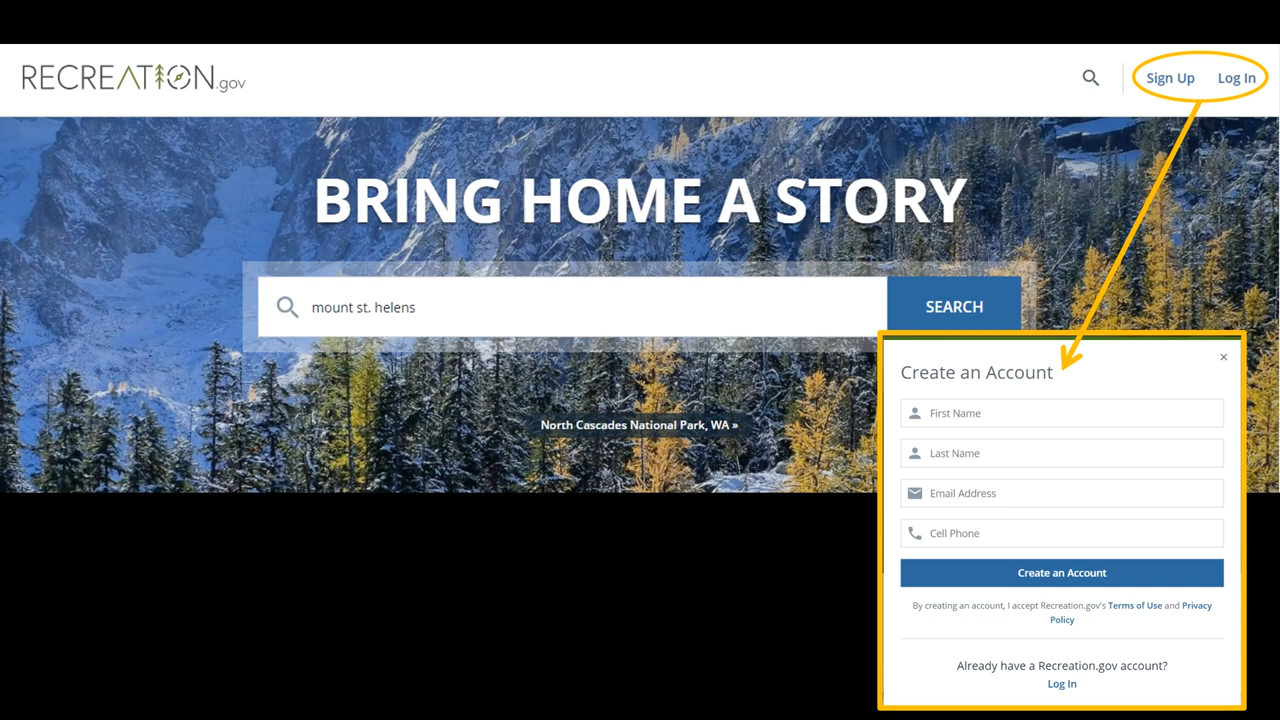 RECREATION.gov
Sign Up Log In
BRING HOME A STORY
mount st. helens
SEARCH
North Cascades National Park, WA »
Create an Account
First Name
Last Name
Email Address
Cell Phone
Create an Account
By creating an account, I accept Recreation.gov's Terms of Use and Privacy
Policy
Already have a Recreation.gov account?
Log In